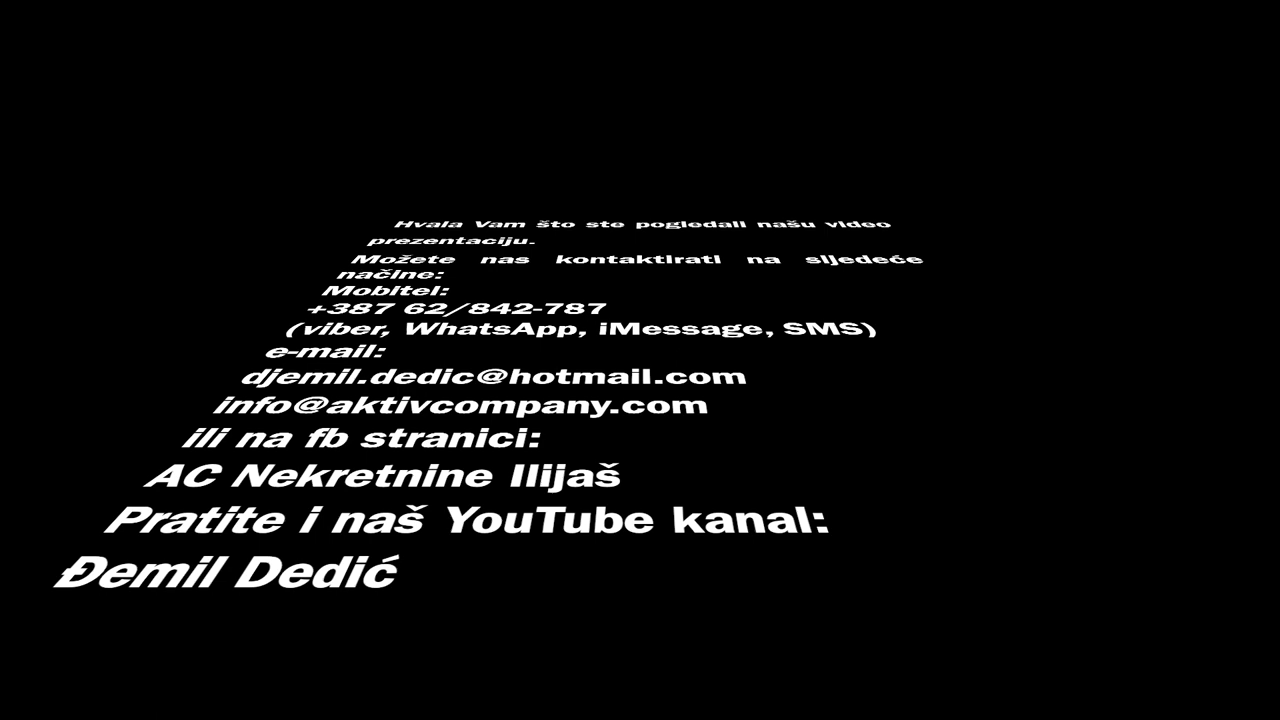 Hvala Vam što ste pogledali našu video
prezentaciju.
Možete nas kontaktirati na sljedeće
načine:
Mobitel:
+387 62/842-787
(viber, WhatsApp, iMessage, SMS)
e-mail:
djemil.dedic@hotmail.com
info@aktivcompany.com
ili na fb stranici:
AC Nekretnine Ilijaš
Pratite i naš YouTube kanal:
Đemil Dedić